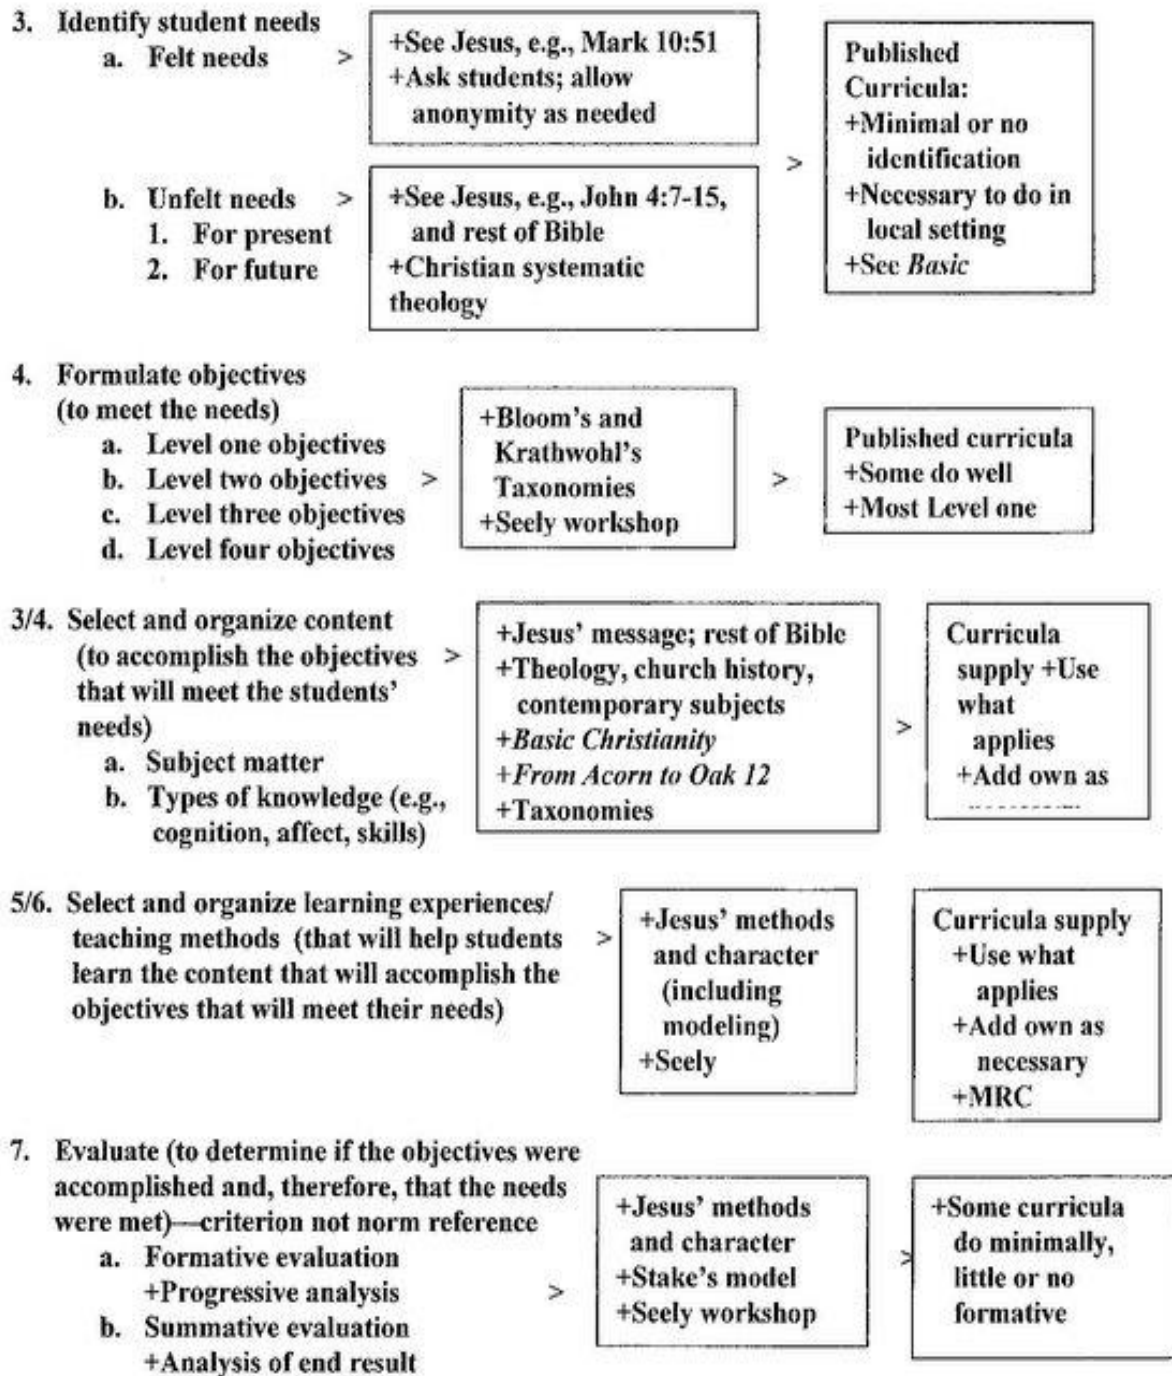 3. Identify student needs
a. Felt needs >
+See Jesus, e.g., Mark 10:51
+Ask students; allow
anonymity as needed
b. Unfelt needs >
1. For present
2. For future
+See Jesus, e.g., John 4:7-15,
and rest of Bible
+Christian systematic
theology
>
Published
Curricula:
+Minimal or no
identification
+Necessary to do in
local setting
+See Basic
4. Formulate objectives
(to meet the needs)
a. Level one objectives
b. Level two objectives >
c. Level three objectives
d. Level four objectives
+Bloom's and
Krathwohl's
Taxonomies
+Seely workshop
>
Published curricula
+Some do well
+Most Level one
3/4. Select and organize content
(to accomplish the objectives >
that will meet the students'
needs)
a. Subject matter
b. Types of knowledge (e.g.,
cognition, affect, skills)
+Jesus' message; rest of Bible
+Theology, church history,
contemporary subjects
+Basic Christianity
+From Acorn to Oak 12
+Taxonomies
>
Curricula
supply +Use
what
applies
+Add own as
5/6. Select and organize learning experiences/
teaching methods (that will help students >
learn the content that will accomplish the
objectives that will meet their needs)
+Jesus' methods
and character
(including
modeling)
+Seely
Curricula supply
+Use what
applies
+Add own as
necessary
+MRC
7. Evaluate (to determine if the objectives were
accomplished and, therefore, that the needs
were met)—criterion not norm reference
a. Formative evaluation
+Progressive analysis >
b. Summative evaluation
+Analysis of end result
+Jesus' methods
and character
+Stake's model
+Seely workshop
>
+Some curricula
do minimally,
little or no
formative